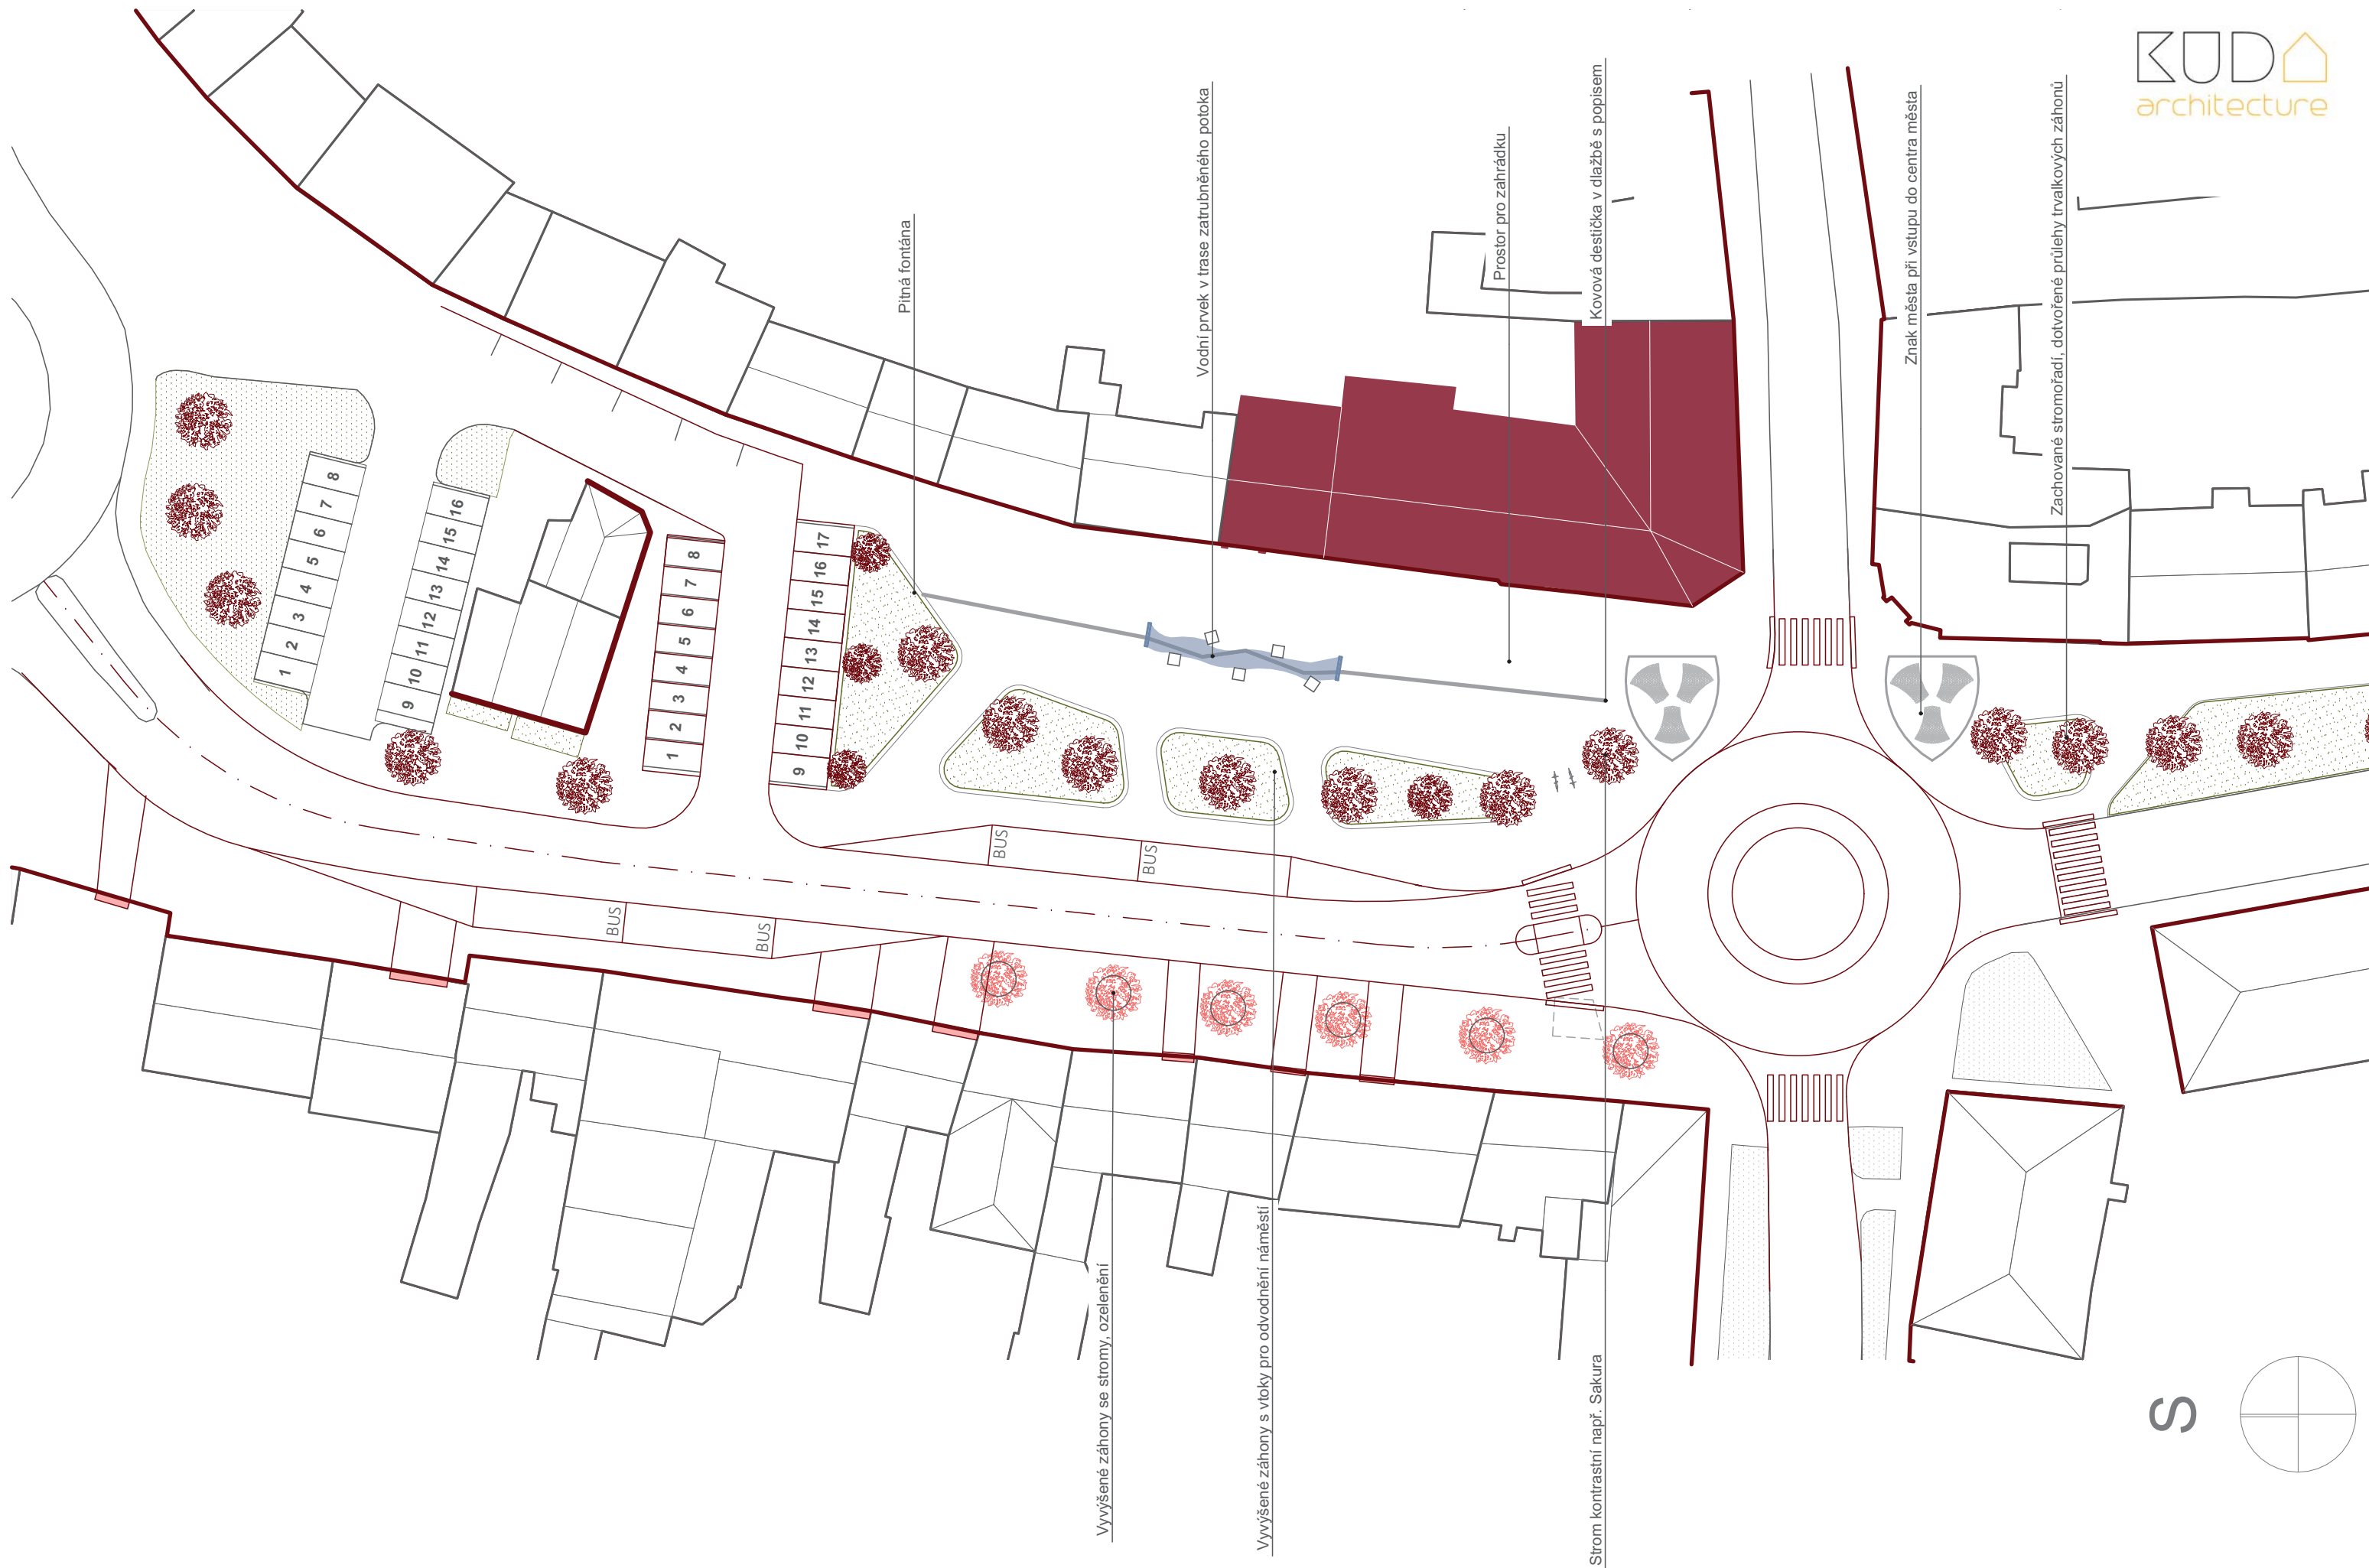 KUDA
architecture
Pitná fontána
Vodní prvek v trase zatrubněného potoka
Prostor pro zahrádku
Kovová destička v dlažbě s popisem
Znak města při vstupu do centra města
Zachované stromořadí, dotvořené průlehy trvalkových záhonů
1 2 3 4 5 6 7 8
9 10 11 12 13 14 15 16
1 2 3 4 5 6 7 8
9 10 11 12 13 14 15 16 17
BUS
BUS
BUS
BUS
Vyvýšené záhony se stromy, ozelenění
Vyvýšené záhony s vtoky pro odvodnění náměstí
Strom kontrastní např. Sakura
S